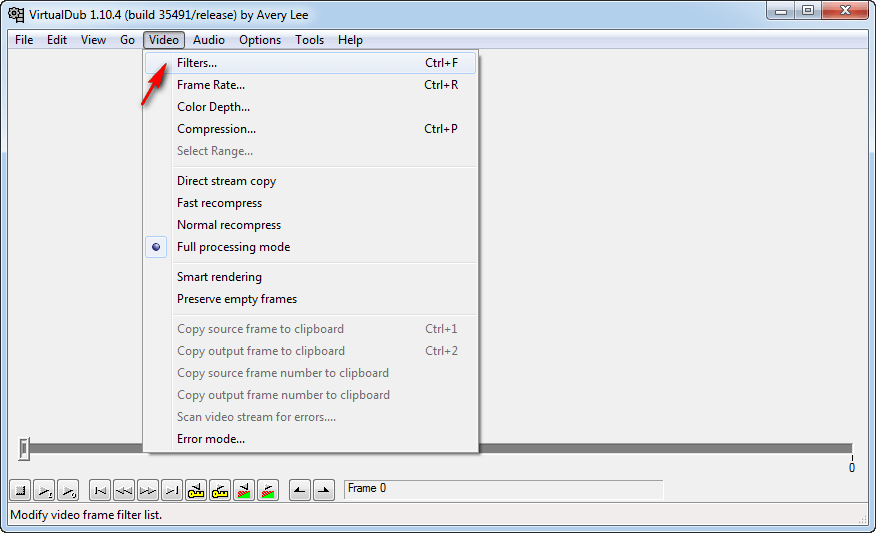 VirtualDub 1.10.4 (build 35491/release) by Avery Lee
File Edit View Go Video Audio Options Tools Help
Filters... Ctrl+F
Frame Rate... Ctrl+R
Color Depth...
Compression... Ctrl+P
Select Range...
Direct stream copy
Fast recompress
Normal recompress
Full processing mode
Smart rendering
Preserve empty frames
Copy source frame to clipboard Ctrl+1
Copy output frame to clipboard Ctrl+2
Copy source frame number to clipboard
Copy output frame number to clipboard
Scan video stream for errors....
Error mode...
0
Frame 0
Modify video frame filter list.